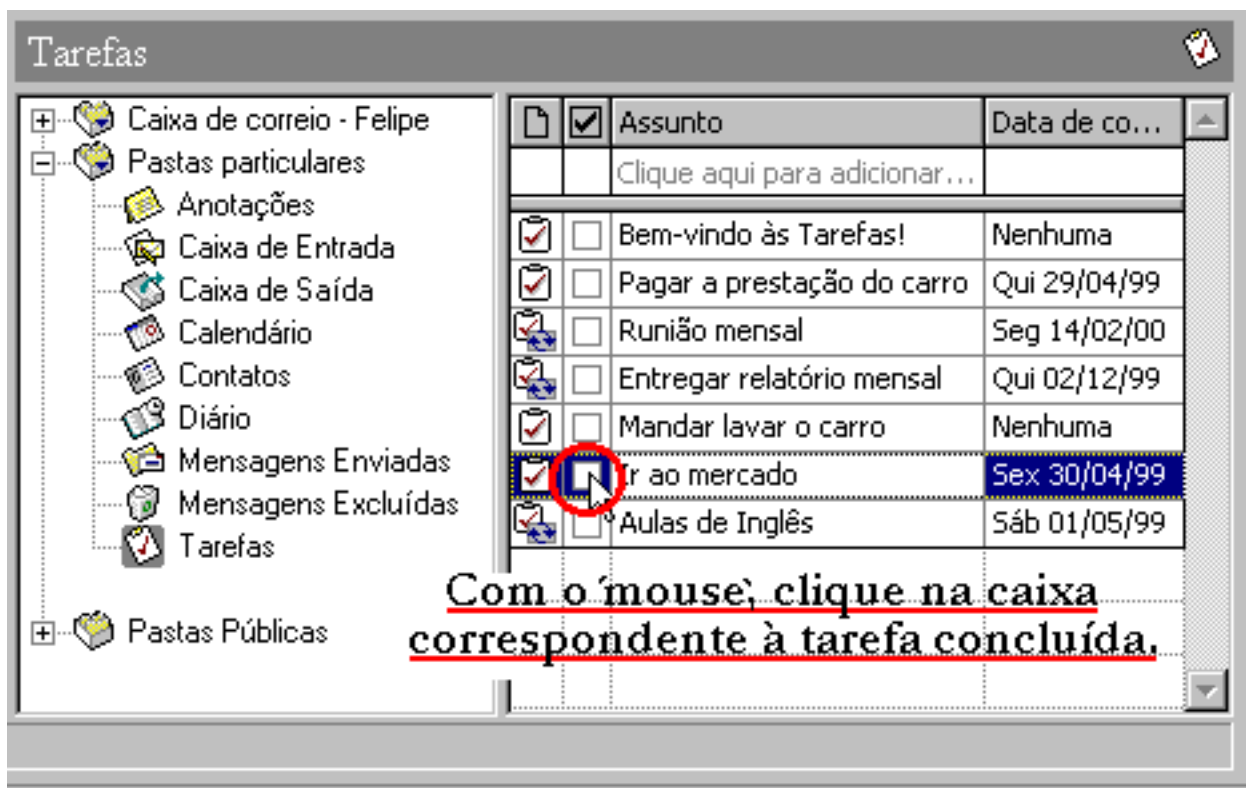 Tarefas
Caixa de correio - Felipe
Pastas particulares
Anotações
Caixa de Entrada
Caixa de Saída
Calendário
Contatos
Diário
Mensagens Enviadas
Mensagens Excluídas
Tarefas
Pastas Públicas
Assunto Data de co...
Clique aqui para adicionar...
Bem-vindo às Tarefas! Nenhuma
Pagar a prestação do carro Qui 29/04/99
Runião mensal Seg 14/02/00
Entregar relatório mensal Qui 02/12/99
Mandar lavar o carro Nenhuma
Ir ao mercado Sex 30/04/99
Aulas de Inglês Sáb 01/05/99
Com o ´mouse`, clique na caixa
correspondente à tarefa concluída.